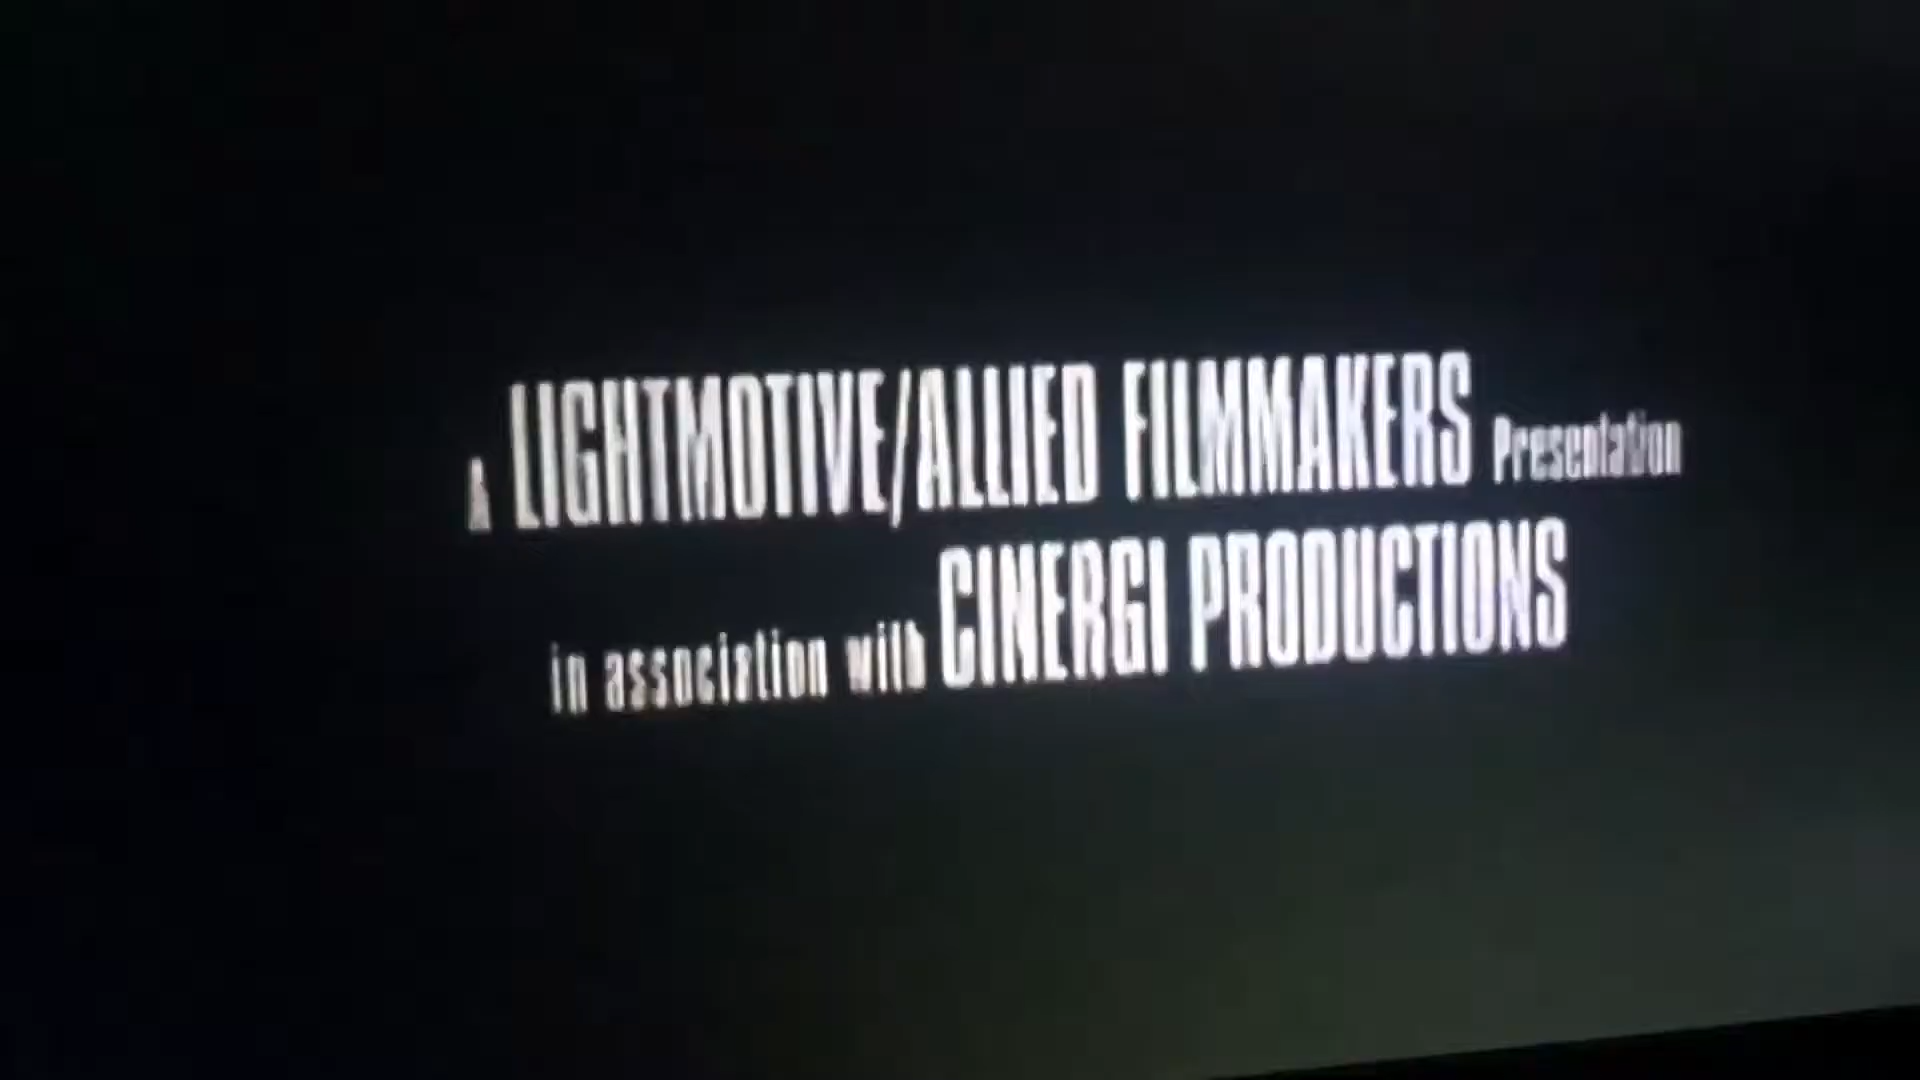 A LIGHTMOTIVE/ALLIED FILMMAKERS Presentation
in association with CINERGI PRODUCTIONS